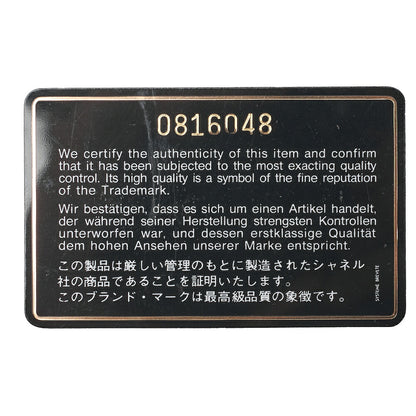 0816048
We certify the authenticity of this item and confirm
that it has been subjected to the most exacting quality
control. Its high quality is a symbol of the fine reputation
of the Trademark.
Wir bestätigen, dass es sich um einen Artikel handelt,
der während seiner Herstellung strengsten Kontrollen
unterworfen war, und dessen erstklassige Qualität
dem hohen Ansehen unserer Marke entspricht.
この製品は厳しい管理のもとに製造されたシャネル
社の商品であることを証明いたします。
このブランド・マークは最高級品質の象徴です。
SYSTEME BREVETE